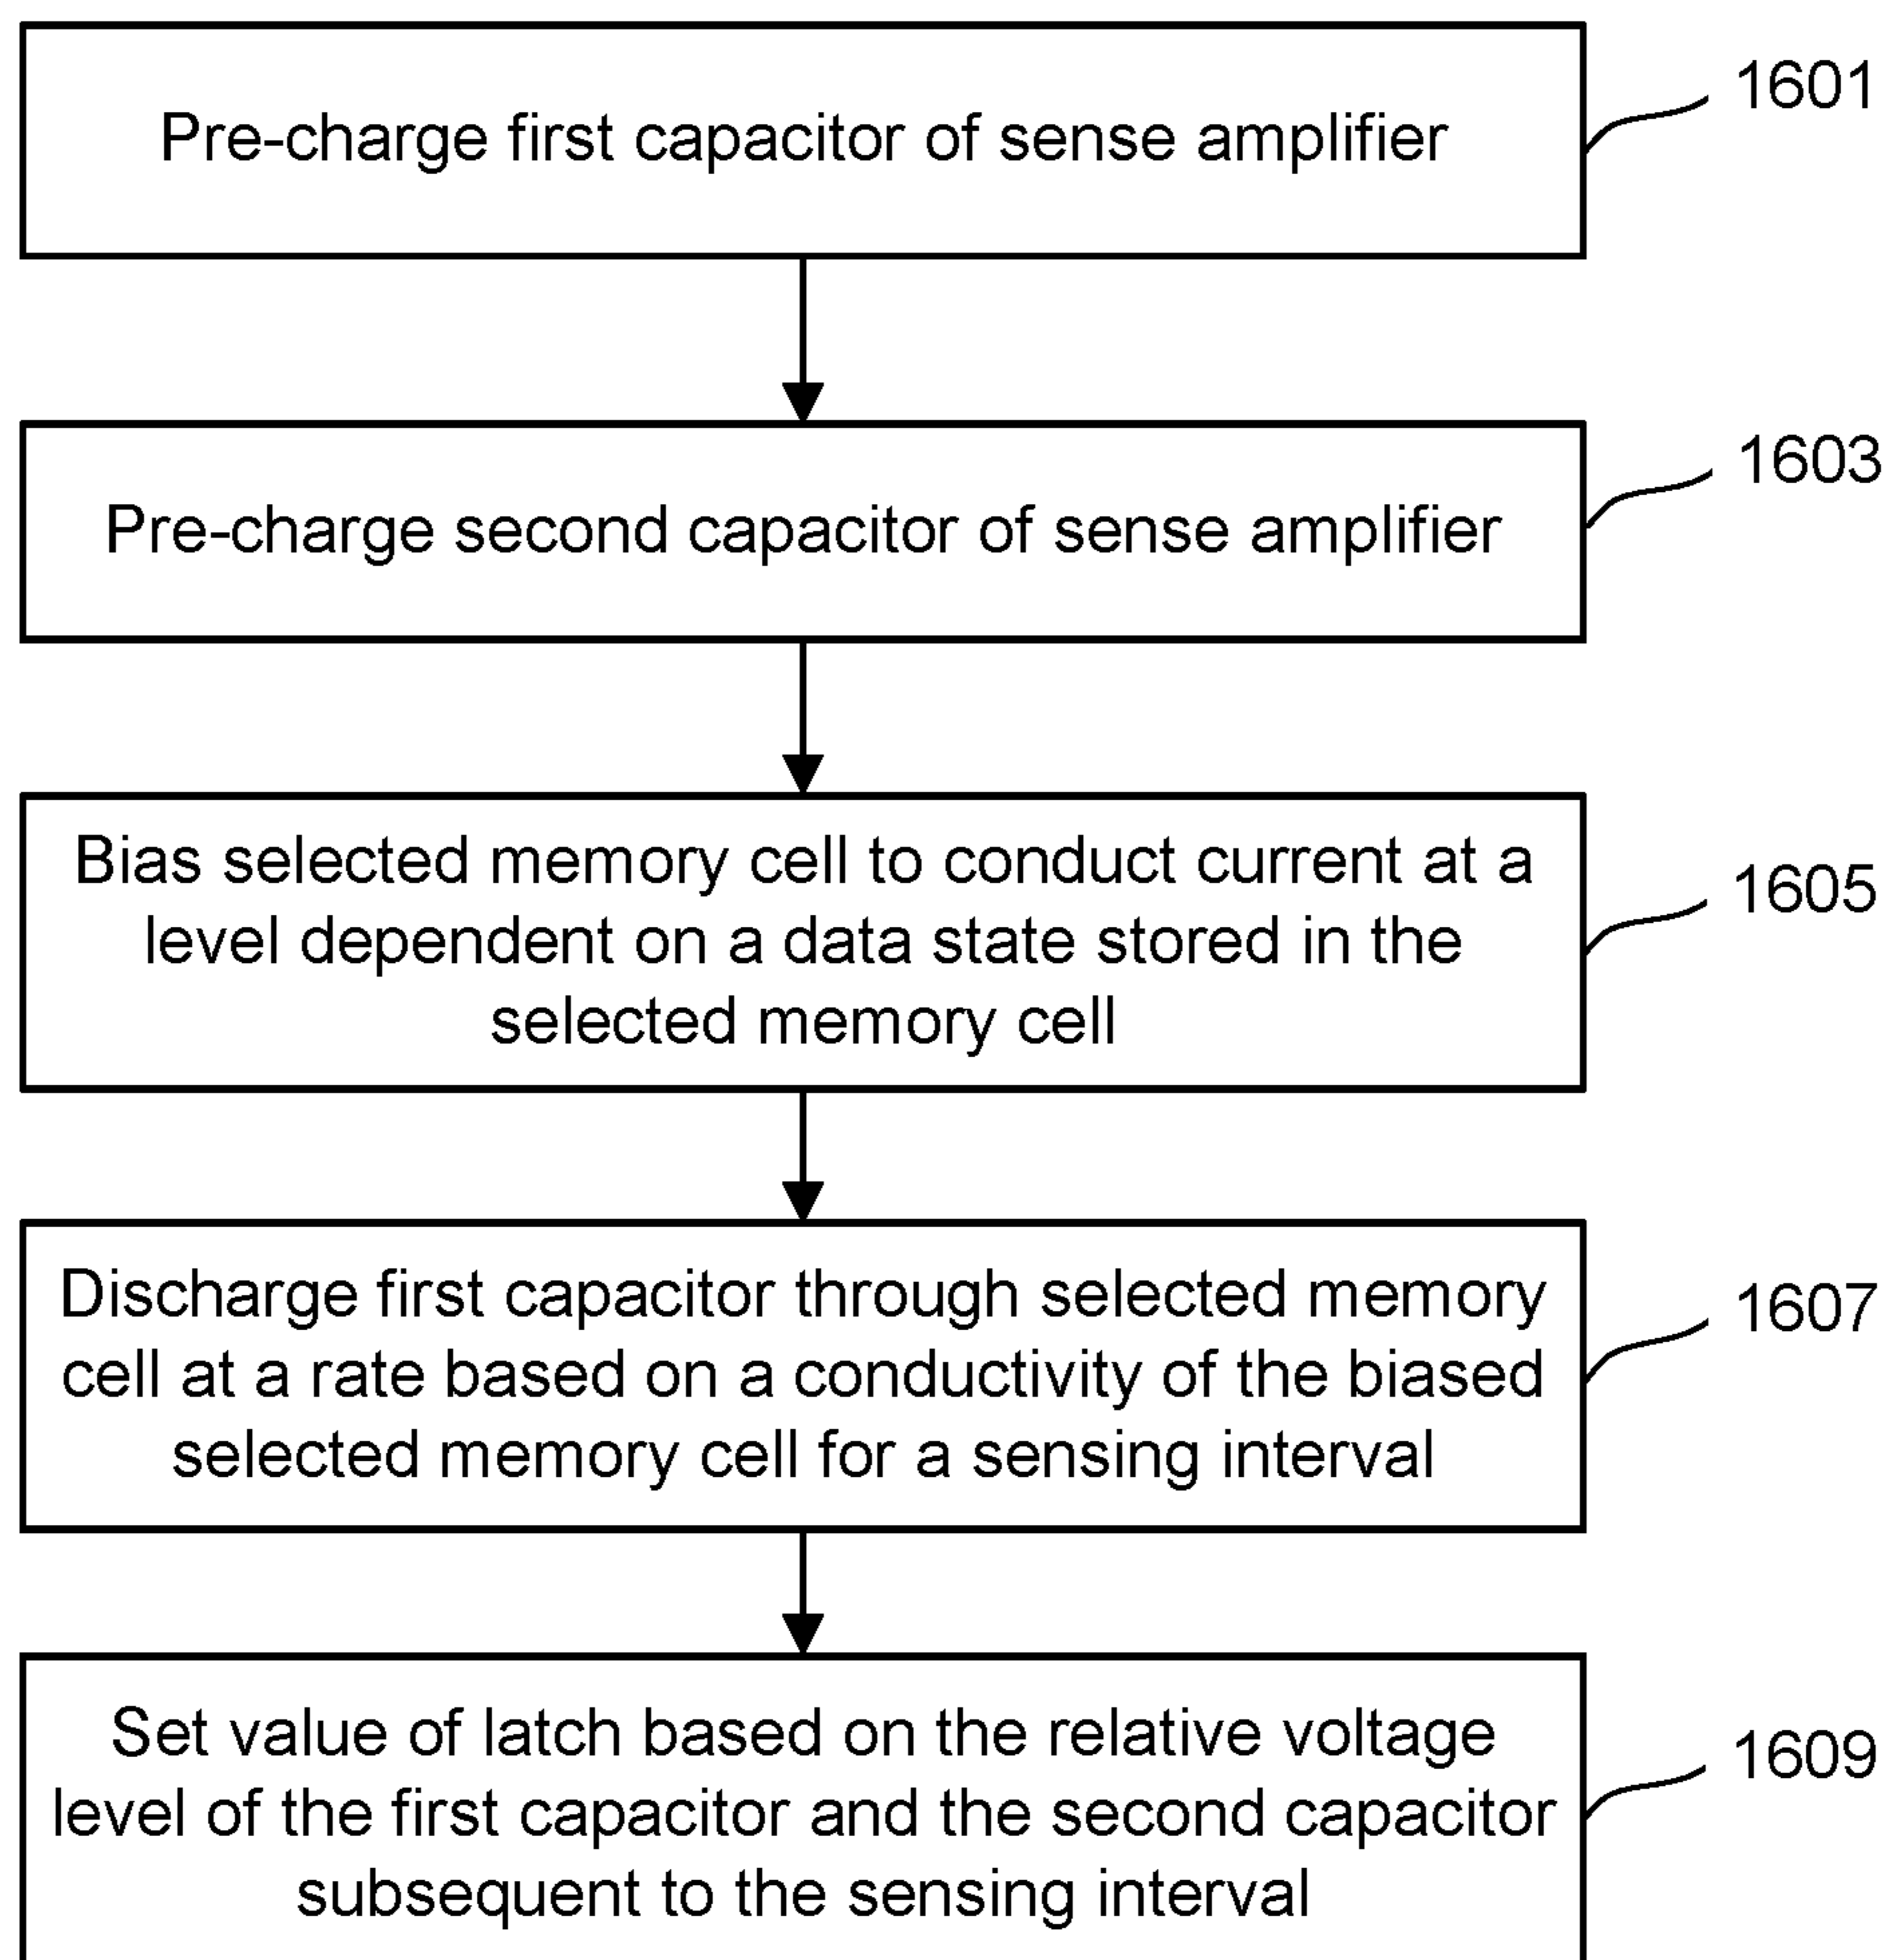 Pre-charge first capacitor of sense amplifier
1601
Pre-charge second capacitor of sense amplifier
1603
Bias selected memory cell to conduct current at a
level dependent on a data state stored in the
selected memory cell
1605
Discharge first capacitor through selected memory
cell at a rate based on a conductivity of the biased
selected memory cell for a sensing interval
1607
Set value of latch based on the relative voltage
level of the first capacitor and the second capacitor
subsequent to the sensing interval
1609